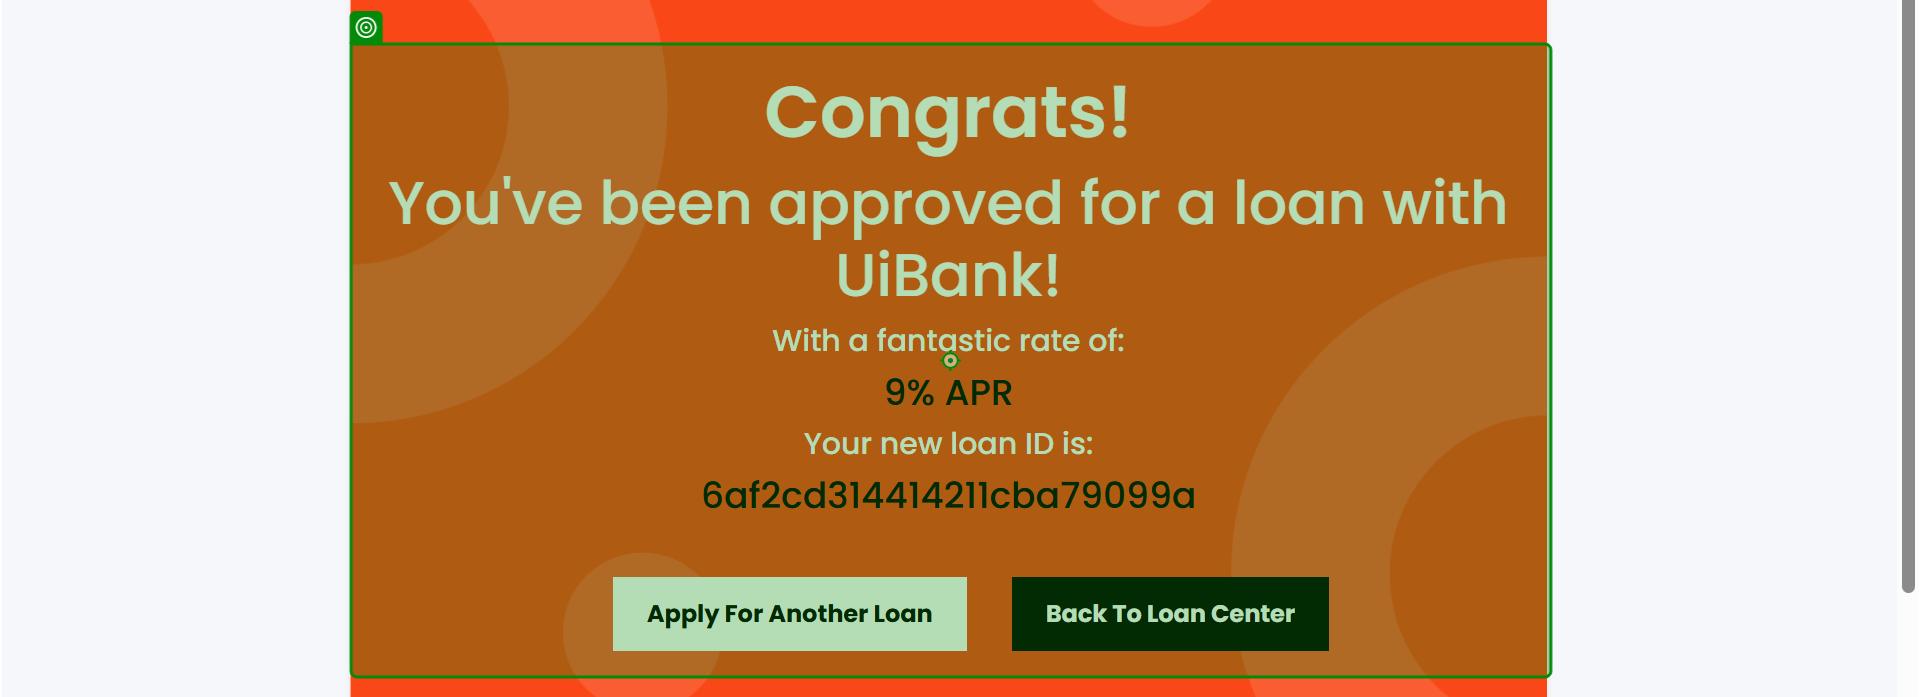 Congrats!
You've been approved for a loan with
UiBank!
With a fantastic rate of:
9% APR
Your new loan ID is:
6af2cd314414211cba79099a
Apply For Another Loan
Back To Loan Center